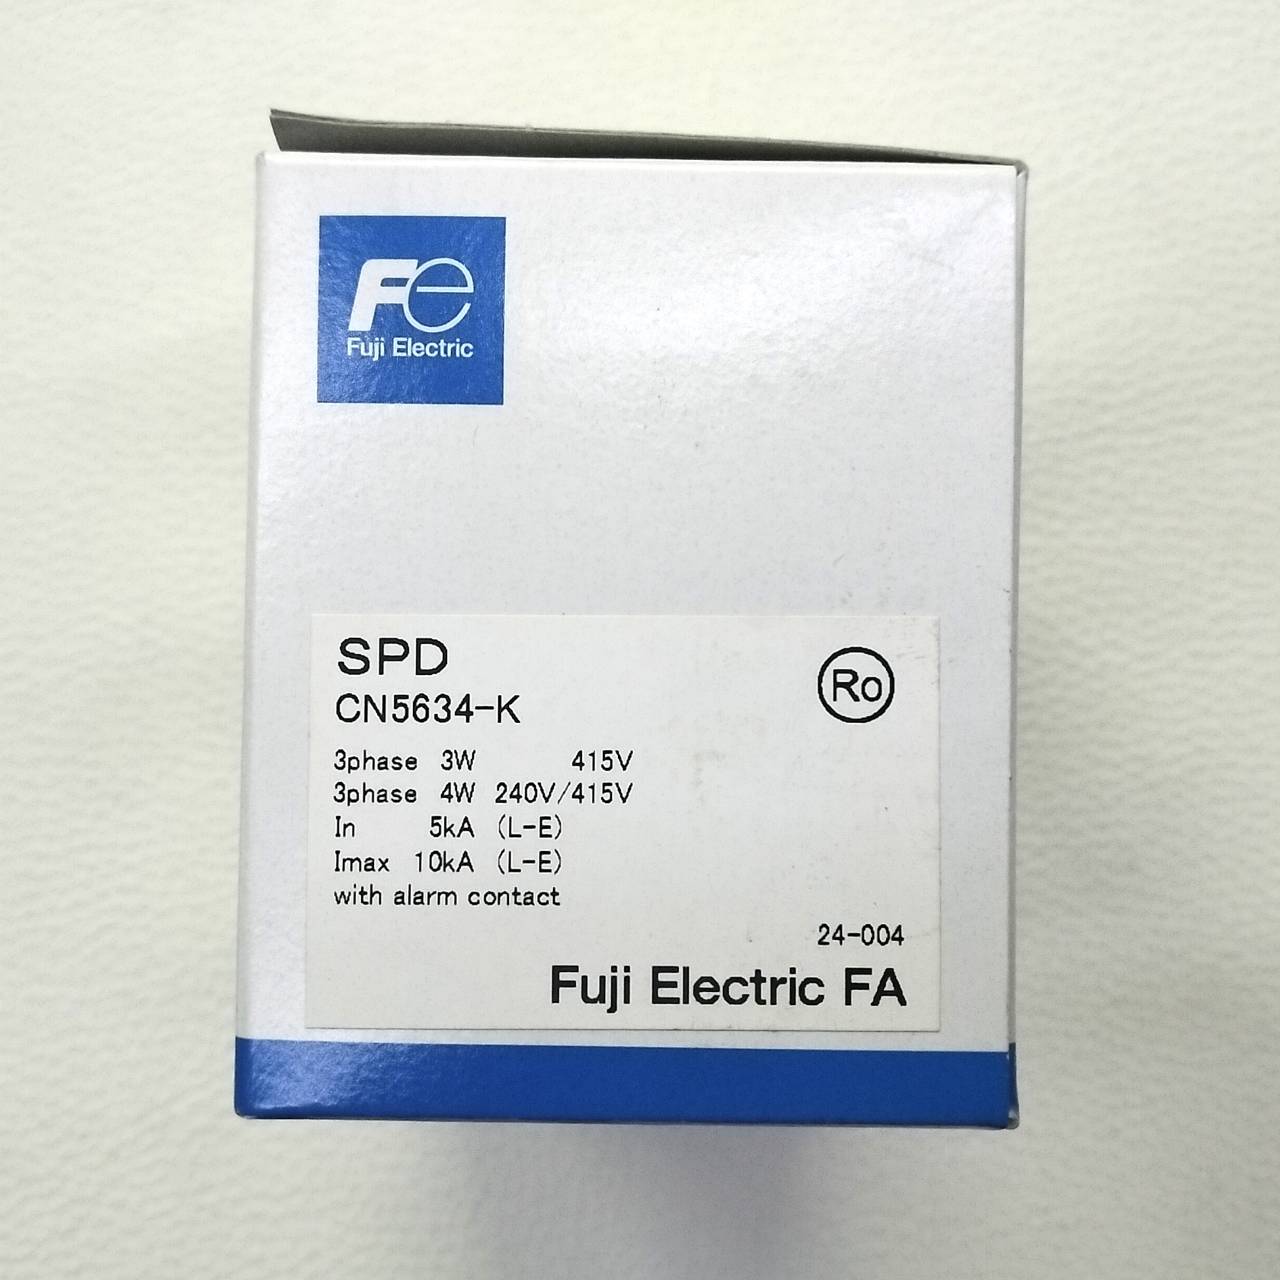 Fe
Fuji Electric
SPD
CN5634-K
Ro
3phase 3W 415V
3phase 4W 240V/415V
In 5kA (L-E)
Imax 10kA (L-E)
with alarm contact
24-004
Fuji Electric FA